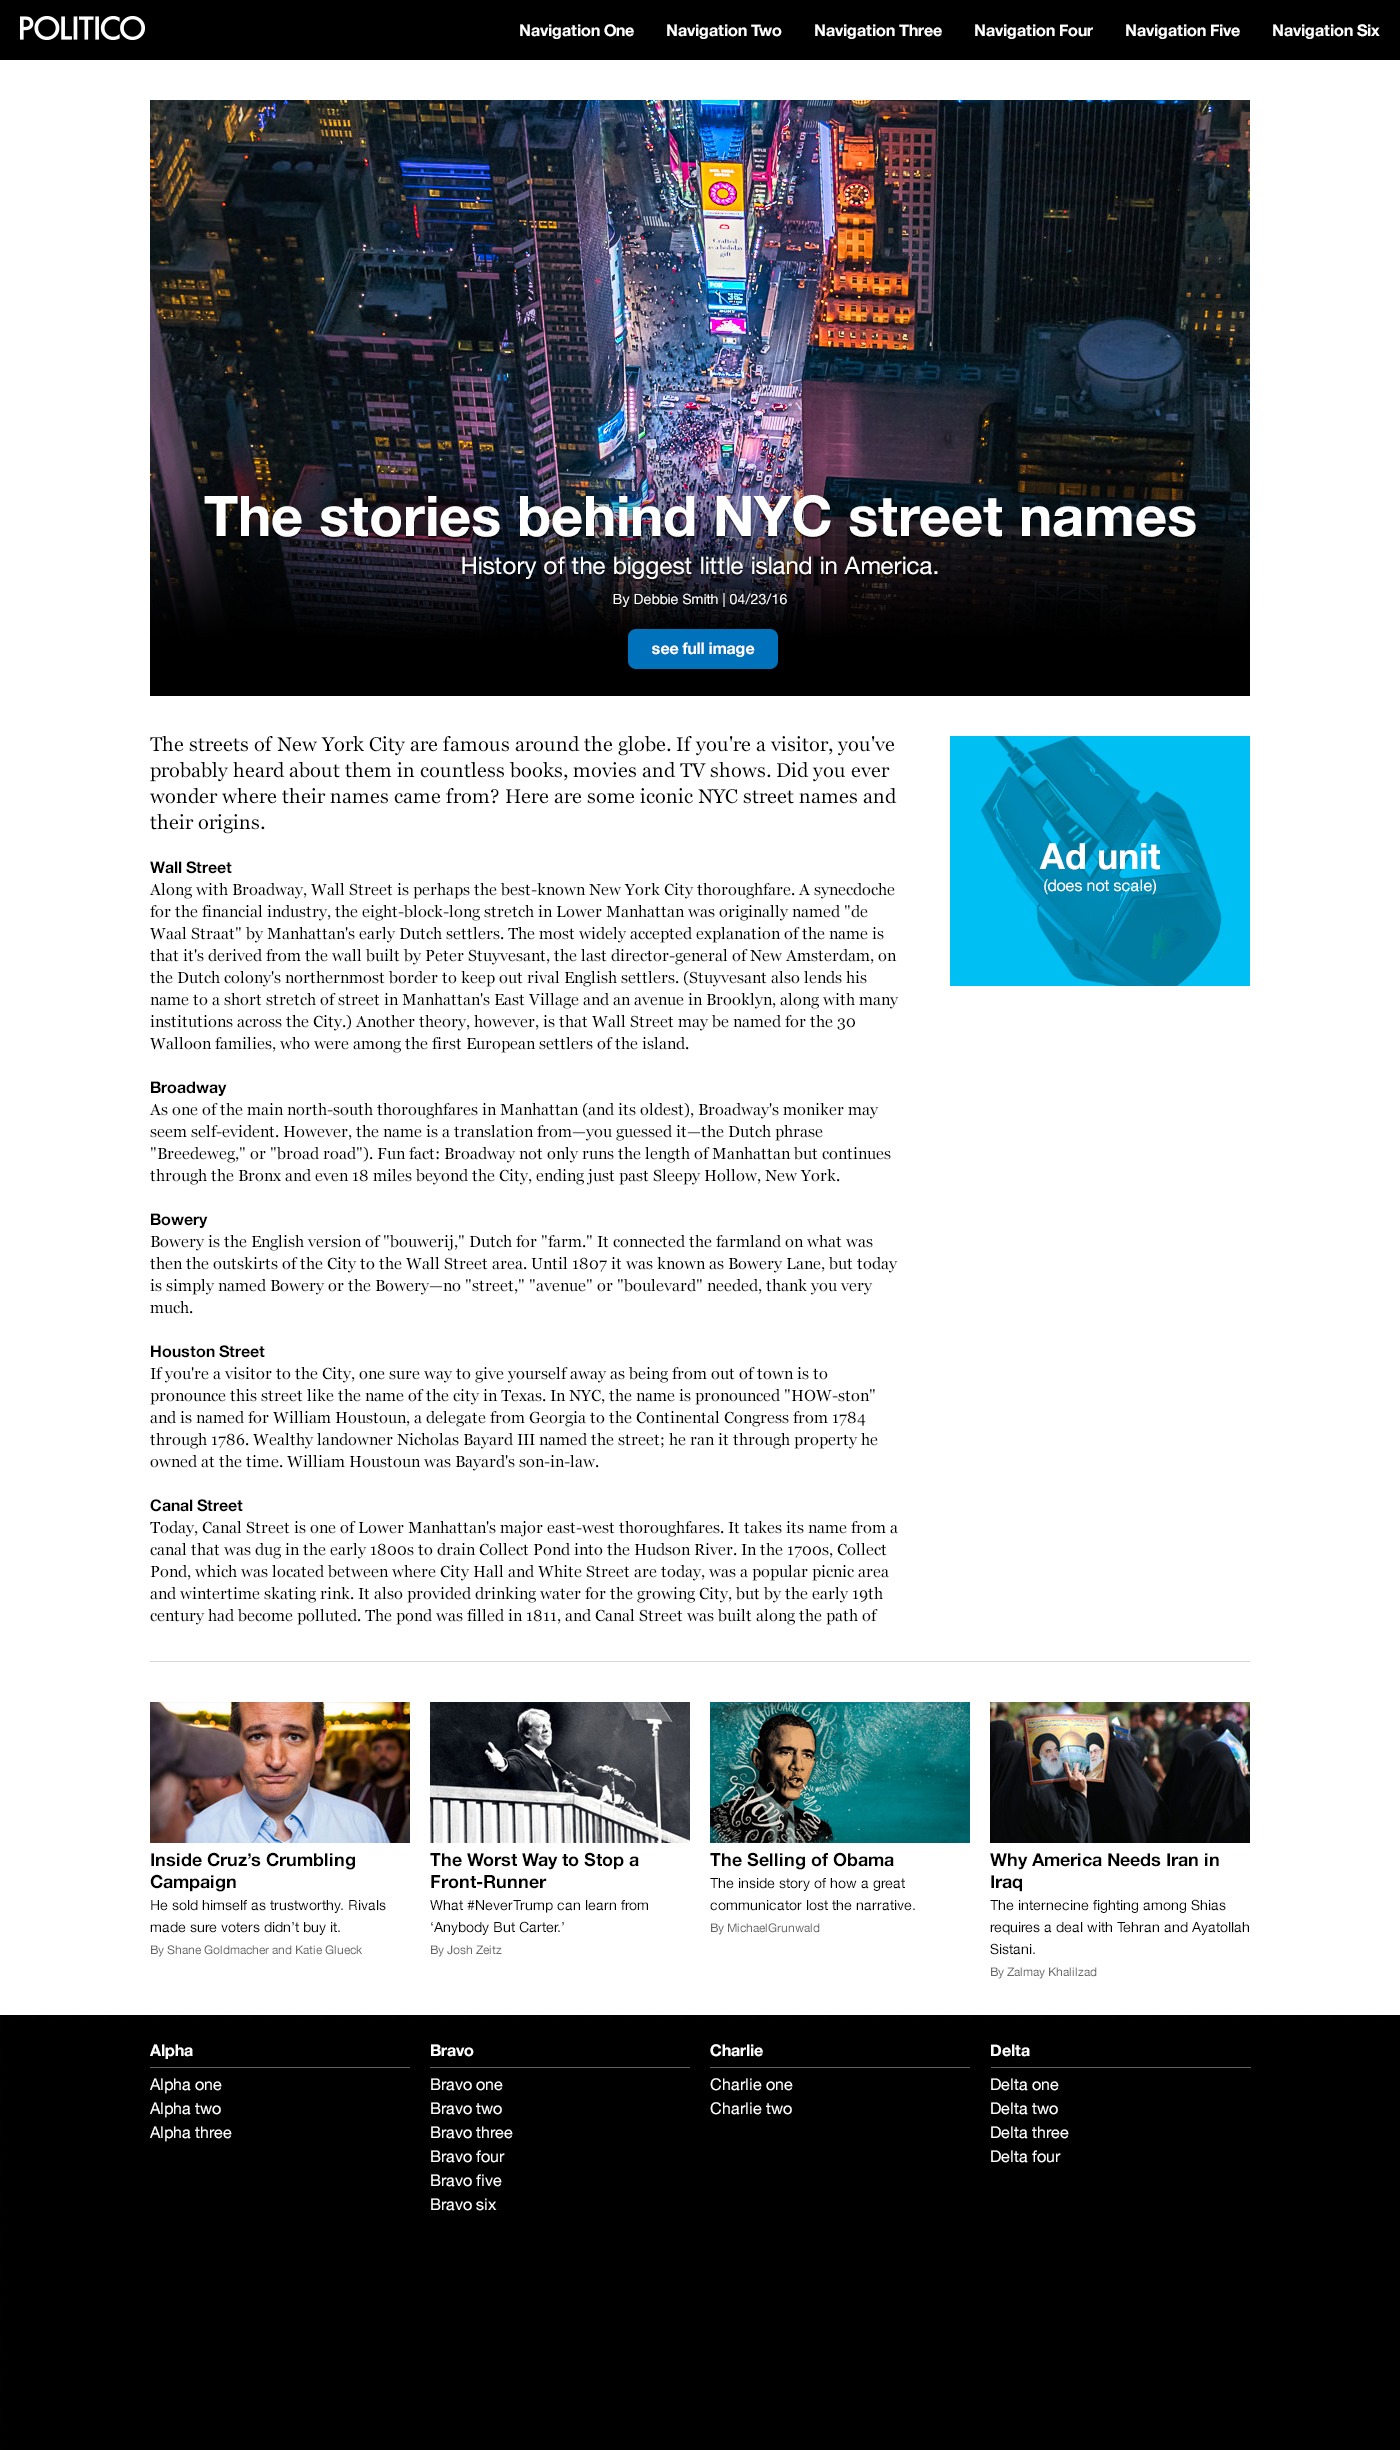 POLITICO
Navigation One Navigation Two Navigation Three Navigation Four Navigation Five Navigation Six
Crafted
as a holiday
gift
FOX
The stories behind NYC street names
History of the biggest little island in America.
By Debbie Smith | 04/23/16
see full image
The streets of New York City are famous around the globe. If you're a visitor, you've
probably heard about them in countless books, movies and TV shows. Did you ever
wonder where their names came from? Here are some iconic NYC street names and
their origins.
Ad unit
(does not scale)
Wall Street
Along with Broadway, Wall Street is perhaps the best-known New York City thoroughfare. A synecdoche
for the financial industry, the eight-block-long stretch in Lower Manhattan was originally named "de
Waal Straat" by Manhattan's early Dutch settlers. The most widely accepted explanation of the name is
that it's derived from the wall built by Peter Stuyvesant, the last director-general of New Amsterdam, on
the Dutch colony's northernmost border to keep out rival English settlers. (Stuyvesant also lends his
name to a short stretch of street in Manhattan's East Village and an avenue in Brooklyn, along with many
institutions across the City.) Another theory, however, is that Wall Street may be named for the 30
Walloon families, who were among the first European settlers of the island.
Broadway
As one of the main north-south thoroughfares in Manhattan (and its oldest), Broadway's moniker may
seem self-evident. However, the name is a translation from—you guessed it—the Dutch phrase
"Breedeweg," or "broad road"). Fun fact: Broadway not only runs the length of Manhattan but continues
through the Bronx and even 18 miles beyond the City, ending just past Sleepy Hollow, New York.
Bowery
Bowery is the English version of "bouwerij," Dutch for "farm." It connected the farmland on what was
then the outskirts of the City to the Wall Street area. Until 1807 it was known as Bowery Lane, but today
is simply named Bowery or the Bowery—no "street," "avenue" or "boulevard" needed, thank you very
much.
Houston Street
If you're a visitor to the City, one sure way to give yourself away as being from out of town is to
pronounce this street like the name of the city in Texas. In NYC, the name is pronounced "HOW-ston"
and is named for William Houstoun, a delegate from Georgia to the Continental Congress from 1784
through 1786. Wealthy landowner Nicholas Bayard III named the street; he ran it through property he
owned at the time. William Houstoun was Bayard's son-in-law.
Canal Street
Today, Canal Street is one of Lower Manhattan's major east-west thoroughfares. It takes its name from a
canal that was dug in the early 1800s to drain Collect Pond into the Hudson River. In the 1700s, Collect
Pond, which was located between where City Hall and White Street are today, was a popular picnic area
and wintertime skating rink. It also provided drinking water for the growing City, but by the early 19th
century had become polluted. The pond was filled in 1811, and Canal Street was built along the path of
Inside Cruz’s Crumbling
Campaign
He sold himself as trustworthy. Rivals
made sure voters didn’t buy it.
By Shane Goldmacher and Katie Glueck
The Worst Way to Stop a
Front-Runner
What #NeverTrump can learn from
‘Anybody But Carter.’
By Josh Zeitz
The Selling of Obama
The inside story of how a great
communicator lost the narrative.
By MichaelGrunwald
Why America Needs Iran in
Iraq
The internecine fighting among Shias
requires a deal with Tehran and Ayatollah
Sistani.
By Zalmay Khalilzad
Alpha
Alpha one
Alpha two
Alpha three
Bravo
Bravo one
Bravo two
Bravo three
Bravo four
Bravo five
Bravo six
Charlie
Charlie one
Charlie two
Delta
Delta one
Delta two
Delta three
Delta four